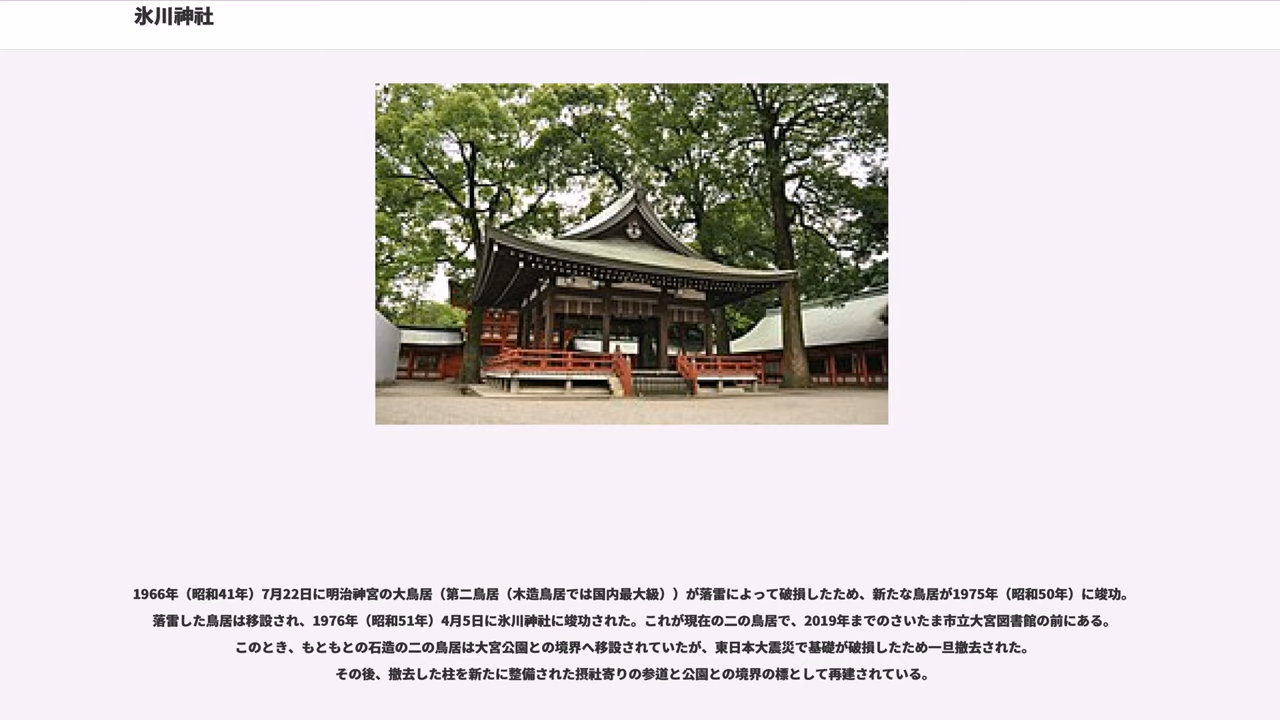 氷川神社
1966年（昭和41年）7月22日に明治神宮の大鳥居（第二鳥居（木造鳥居では国内最大級））が落雷によって破損したため、新たな鳥居が1975年（昭和50年）に竣功。
落雷した鳥居は移設され、1976年（昭和51年）4月5日に氷川神社に竣功された。これが現在の二の鳥居で、2019年までのさいたま市立大宮図書館の前にある。
このとき、もともとの石造の二の鳥居は大宮公園との境界へ移設されていたが、東日本大震災で基礎が破損したため一旦撤去された。
その後、撤去した柱を新たに整備された摂社寄りの参道と公園との境界の標として再建されている。